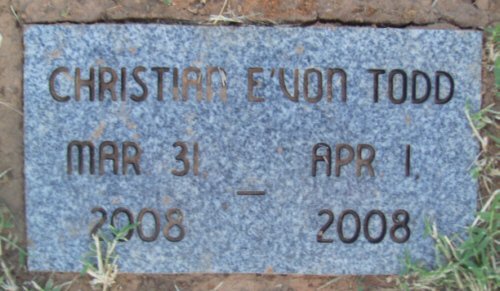 CHRISTIAN E'VON TODD
MAR 31, — APR 1,
2008 2008